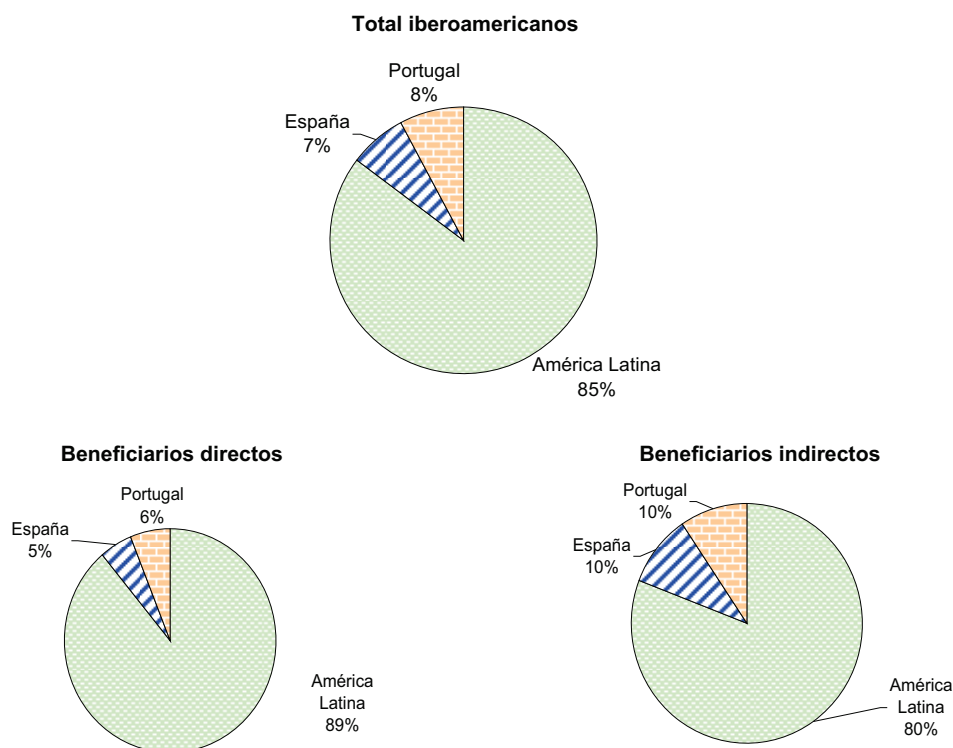 Total iberoamericanos
Portugal
8%
España
7%
América Latina
85%
Beneficiarios directos
Portugal
6%
España
5%
América
Latina
89%
Beneficiarios indirectos
Portugal
10%
España
10%
América
Latina
80%